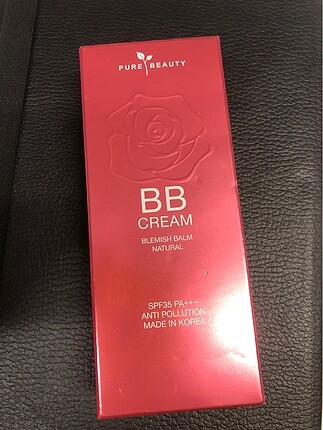 PURE BEAUTY
BB
CREAM
BLEMISH BALM
NATURAL
SPF35 PA+++
ANTI POLLUTION
MADE IN KOREA